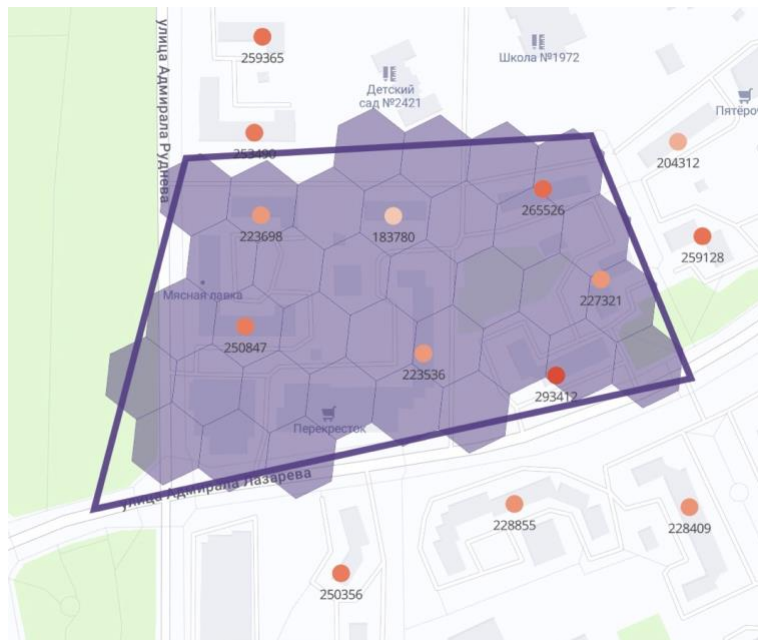 улица Адмирала Руднева
259365
Школа №1972
Детский
сад №2421
Пятёроч
253490
204312
265526
223698
183780
259128
227321
Мясная лавка
250847
223536
293412
Перекресток
улица Адмирала Лазарева
228855
228409
250356